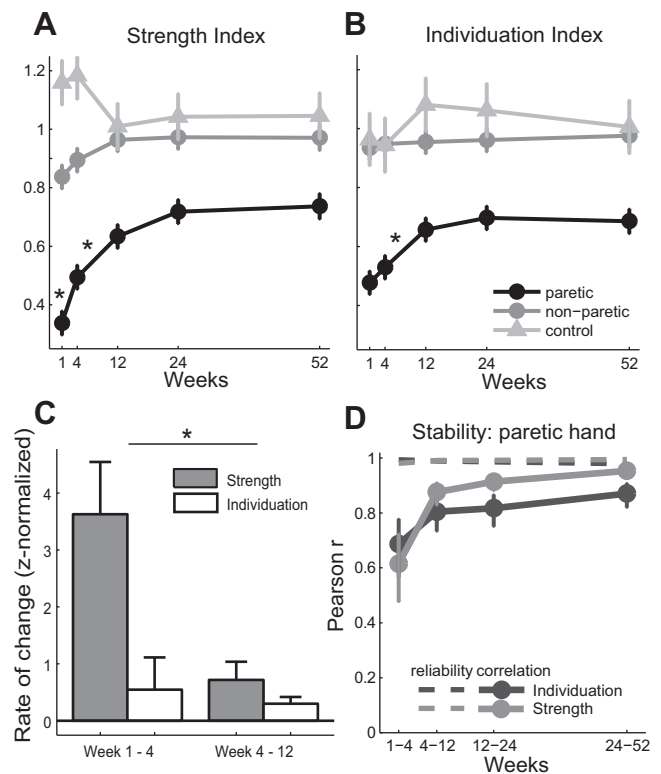 A
Strength Index
1.2
1
0.8
0.6
0.4
*
*
1 4 12 24 52
Weeks
B
Individuation Index
*
paretic
non−paretic
control
1 4 12 24 52
Weeks
C
Rate of change (z-normalized)
4
3
2
1
0
*
Strength
Individuation
Week 1 - 4
Week 4 - 12
D
Stability: paretic hand
Pearson r
1
0.8
0.6
0.4
0.2
0
reliability correlation
Individuation
Strength
1−4 4−12 12−24 24−52
Weeks